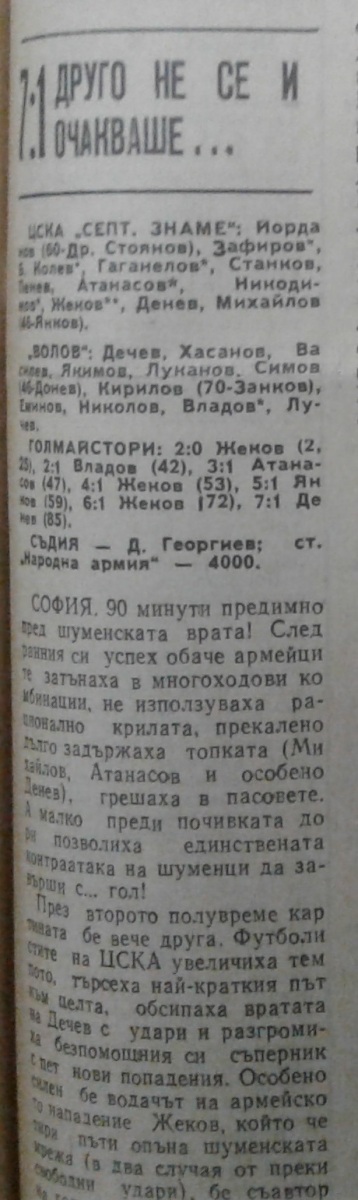 7:1 ДРУГО НЕ СЕ И
ОЧАКВАШЕ...
ЦСКА „СЕПТ. ЗНАМЕ“: Йорда
нов (60-Др. Стоянов), Зафиров*,
Б. Колев*, Гаганелов*, Станков,
Пенев, Атанасов*, Никоди-
мов*, Жеков**, Денев, Михайлов
(46-Янков).
„ВОЛОВ“: Дечев, Хасанов, Ва
силев, Якимов, Луканов, Симов
(46-Донев), Кирилов (70-Занков),
Еминов, Николов, Владов*, Лу-
чев.
ГОЛМАЙСТОРИ: 2:0 Жеков (2,
25), 2:1 Владов (42), 3:1 Атана-
сов (47), 4:1 Жеков (53), 5:1 Ян
ков (59), 6:1 Жеков (72), 7:1 Де
нев (85).
СЪДИЯ — Д. Георгиев; ст.
„Народна армия“ — 4000.
СОФИЯ. 90 минути предимно
пред шуменската врата! След
ранния си успех обаче армейци
те затънаха в многоходови ко
мбинации, не използуваха ра-
ционално крилата, прекалено
дълго задържаха топката (Ми
хайлов, Атанасов и особено
Денев), грешаха в пасовете.
А малко преди почивката до
ри позволиха единствената
контраатака на шуменци да за-
върши с... гол!
През второто полувреме кар
тината бе вече друга. Футболи
стите на ЦСКА увеличиха тем
пото, търсеха най-краткия път
към целта, обсипаха вратата
на Дечев с удари и разгроми-
ха безпомощния си съперник
с пет нови попадения. Особено
силен бе водачът на армейско
то нападение Жеков, който че
тири пъти опъна шуменската
мрежа (в два случая от преки
свободни удари), бе съавтор